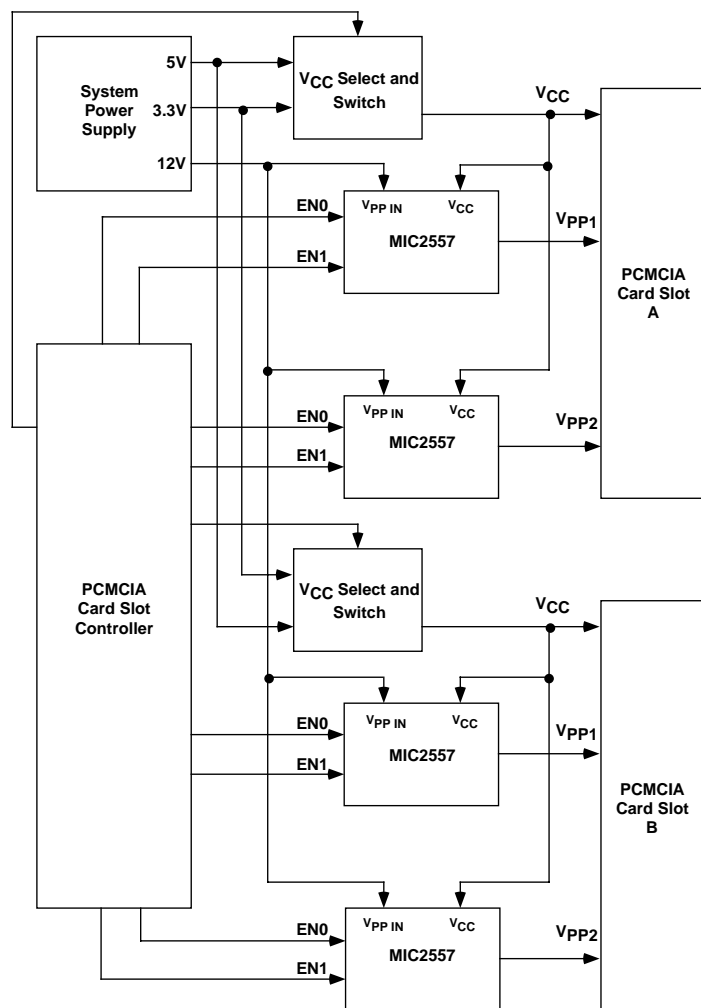 System
Power
Supply
5V
3.3V
12V
VCC Select and
Switch
VCC
EN0
EN1
VPP IN
VCC
MIC2557
VPP1
PCMCIA
Card Slot
A
EN0
EN1
VPP IN
VCC
MIC2557
VPP2
PCMCIA
Card Slot
Controller
VCC Select and
Switch
VCC
EN0
EN1
VPP IN
VCC
MIC2557
VPP1
PCMCIA
Card Slot
B
EN0
EN1
VPP IN
VCC
MIC2557
VPP2